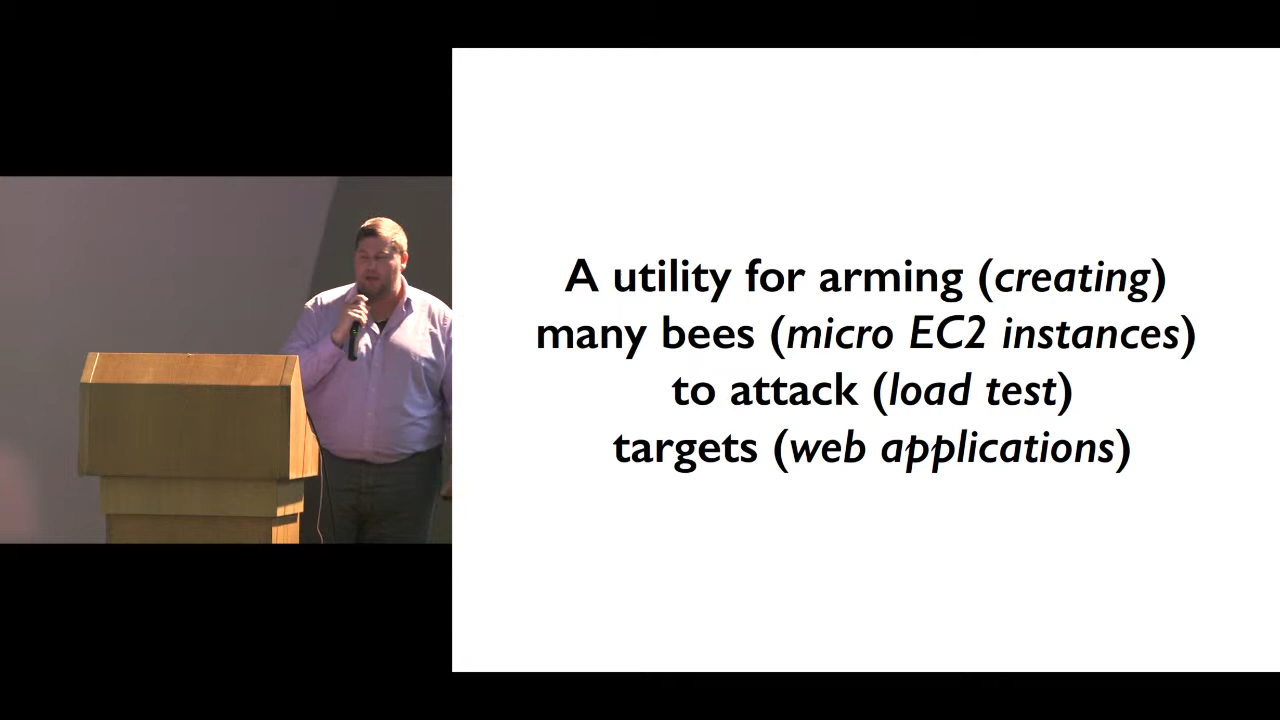 A utility for arming (creating)
many bees (micro EC2 instances)
to attack (load test)
targets (web applications)